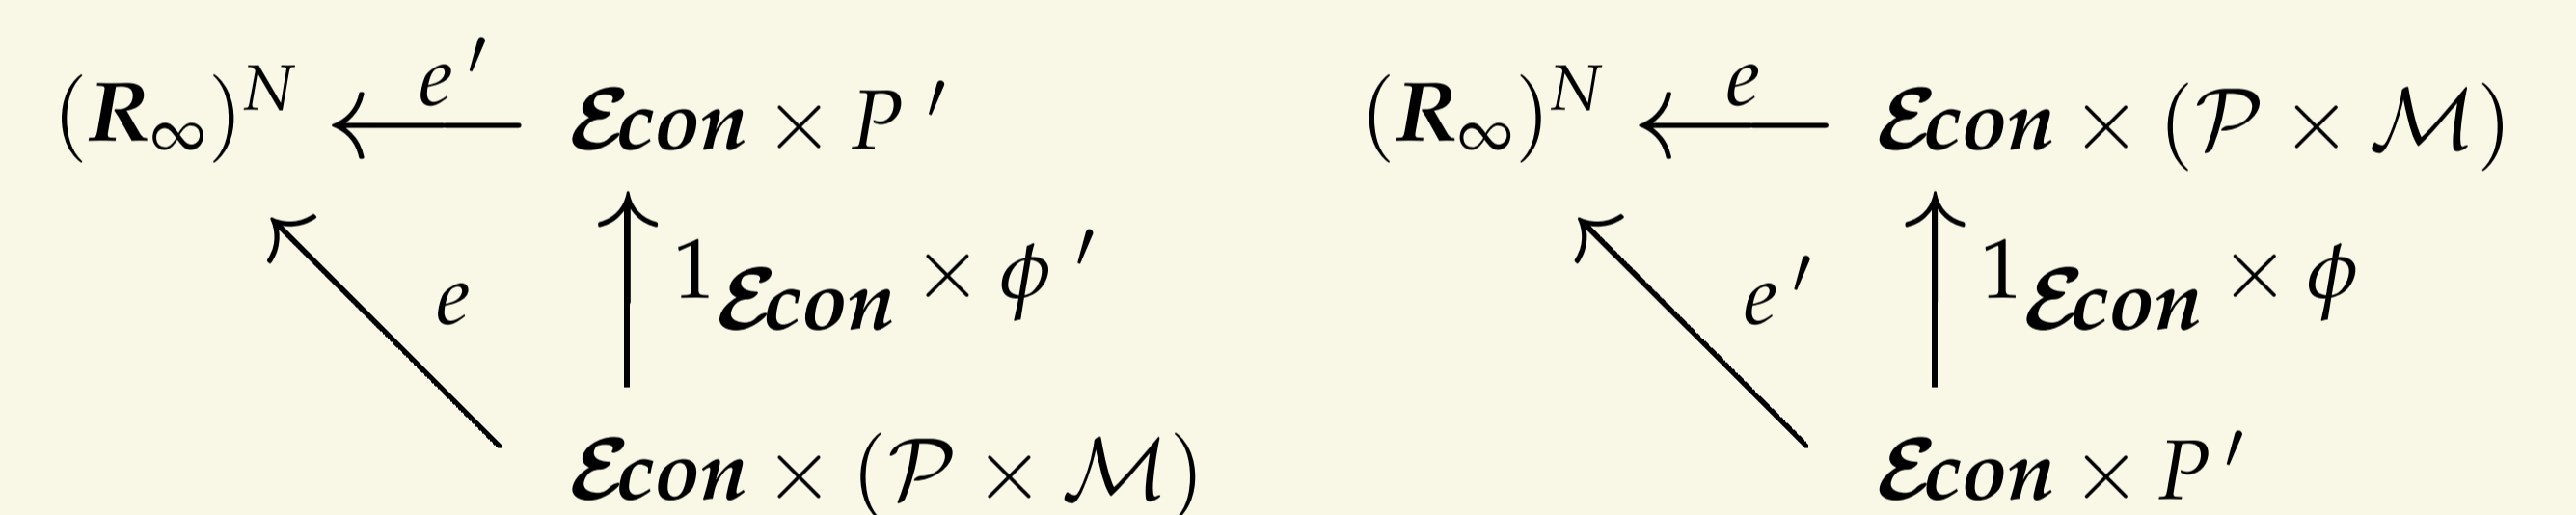 (R∞)^N ← e′ Econ × P′ (R∞)^N ← e Econ × (P × M)
e 1_Econ × ϕ′ e′ 1_Econ × ϕ
Econ × (P × M) Econ × P′